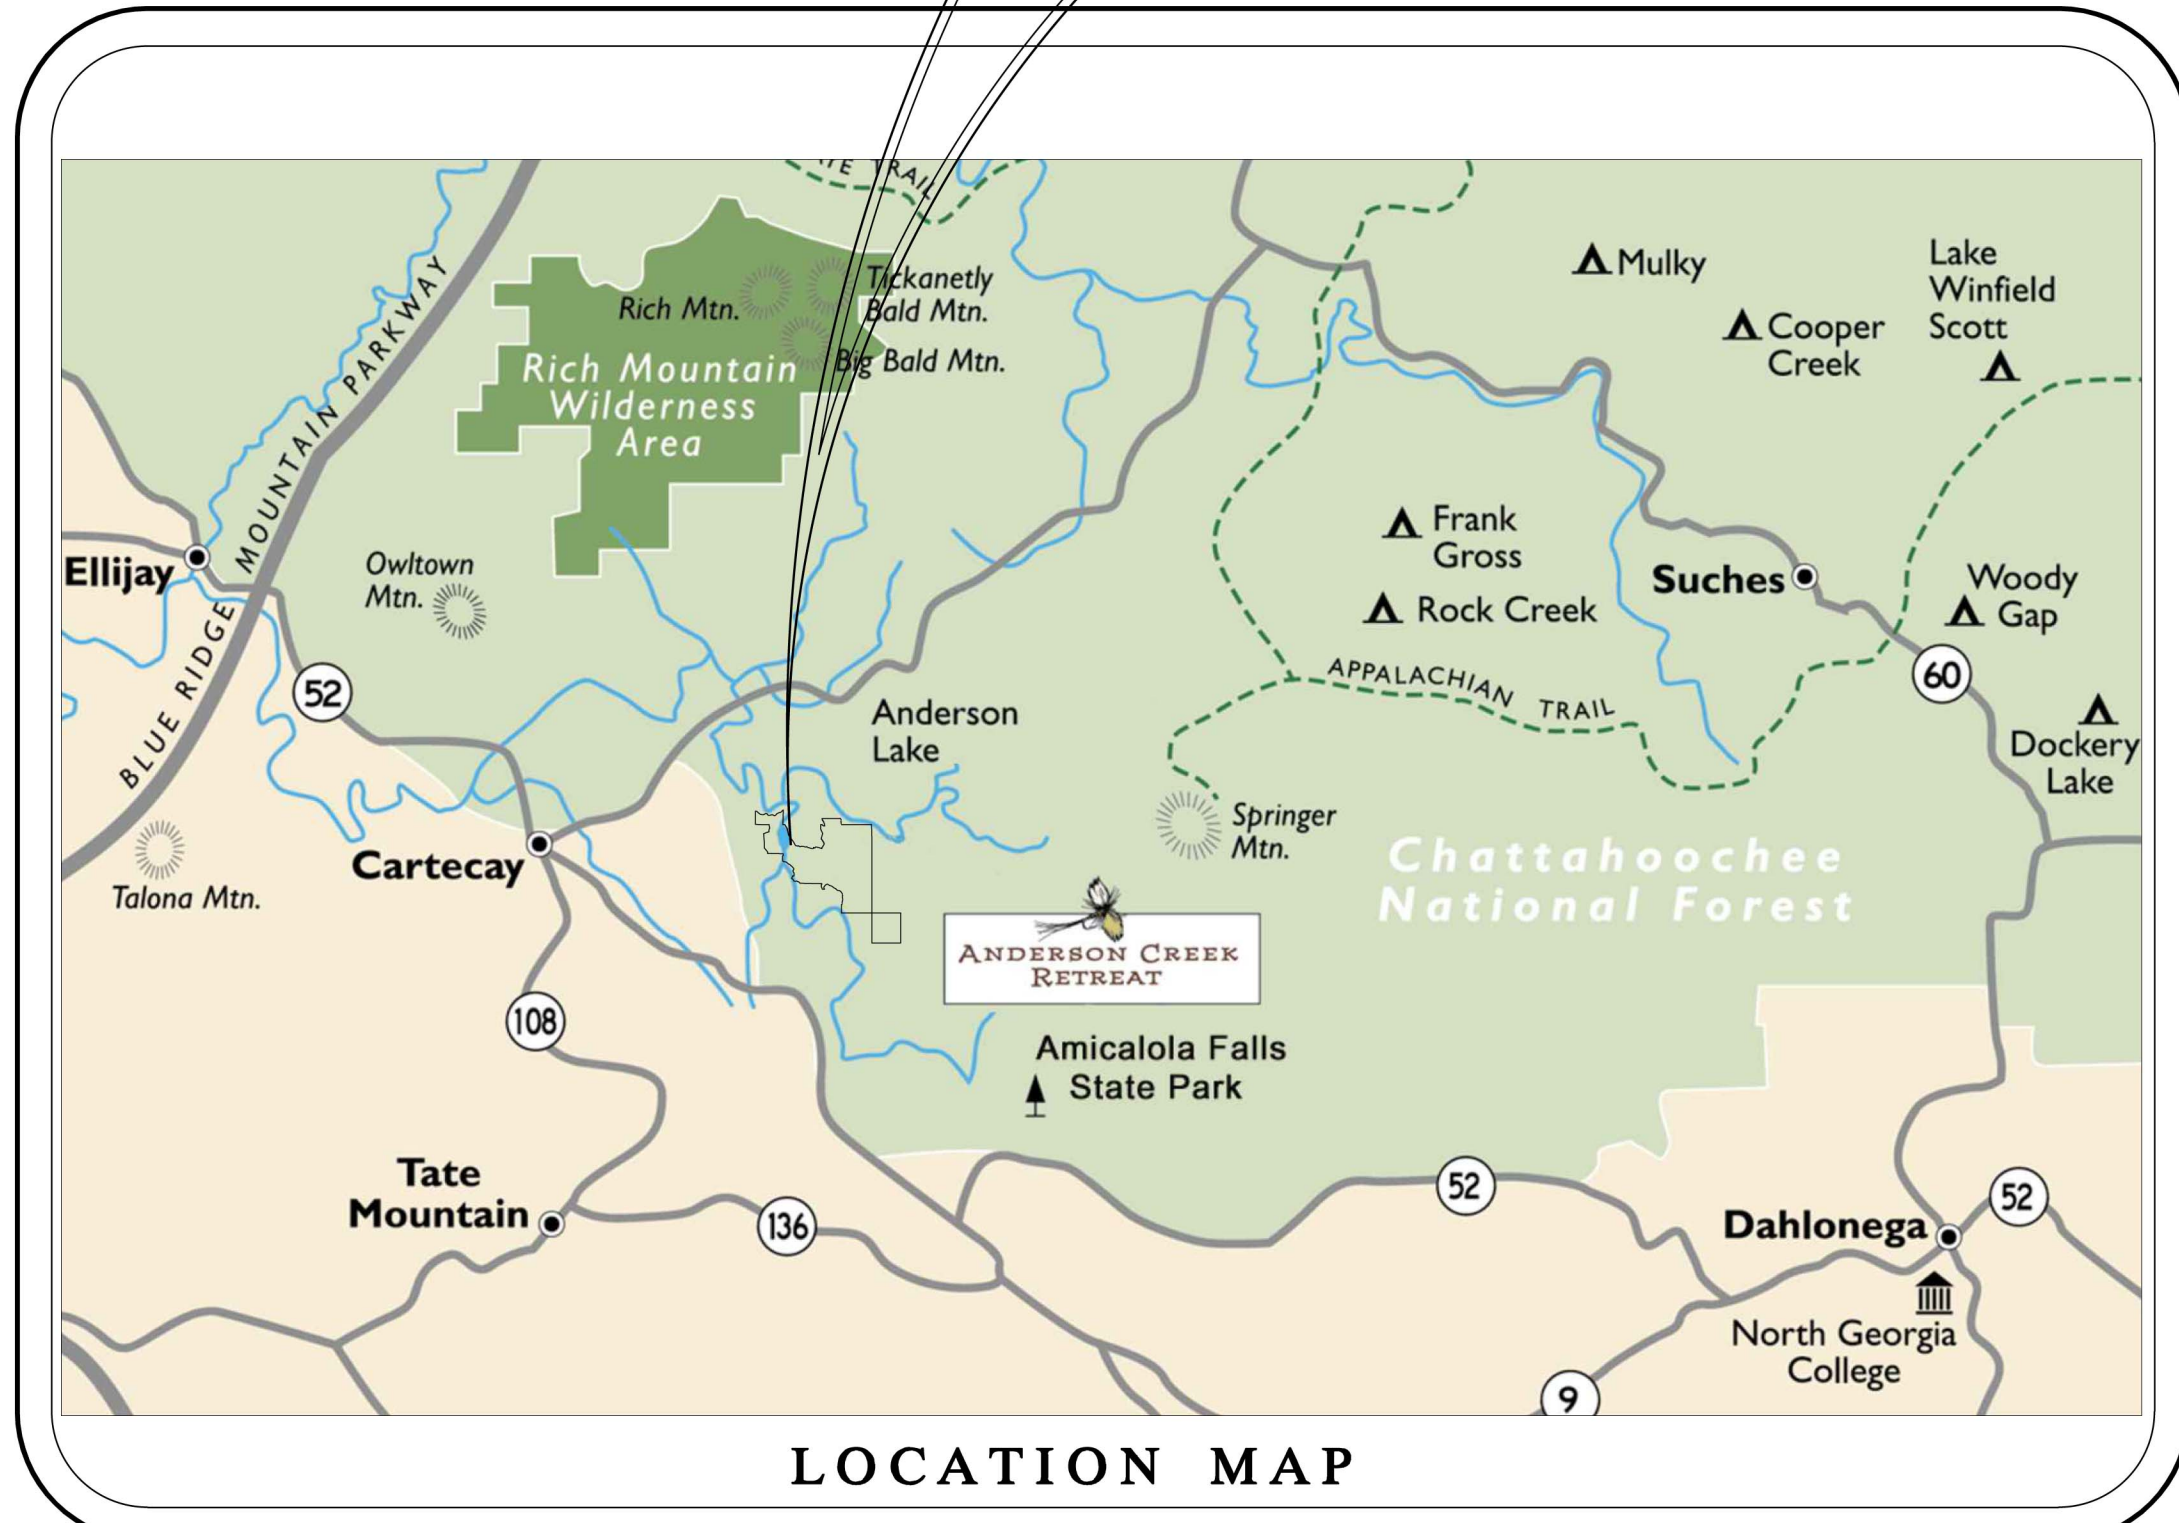 TE TRAIL
Mulky
Lake
Winfield
Scott
Cooper
Creek
Tickanetly
Bald Mtn.
Rich Mtn.
Big Bald Mtn.
Rich Mountain
Wilderness
Area
BLUE RIDGE MOUNTAIN PARKWAY
Ellijay
Owltown
Mtn.
52
Frank
Gross
Rock Creek
Suches
Woody
Gap
60
APPALACHIAN TRAIL
Anderson
Lake
Dockery
Lake
Springer
Mtn.
Cartecay
Talona Mtn.
Chattahoochee
National Forest
ANDERSON CREEK
RETREAT
108
Amicalola Falls
State Park
Tate
Mountain
136
52
Dahlonega
52
North Georgia
College
9
LOCATION MAP